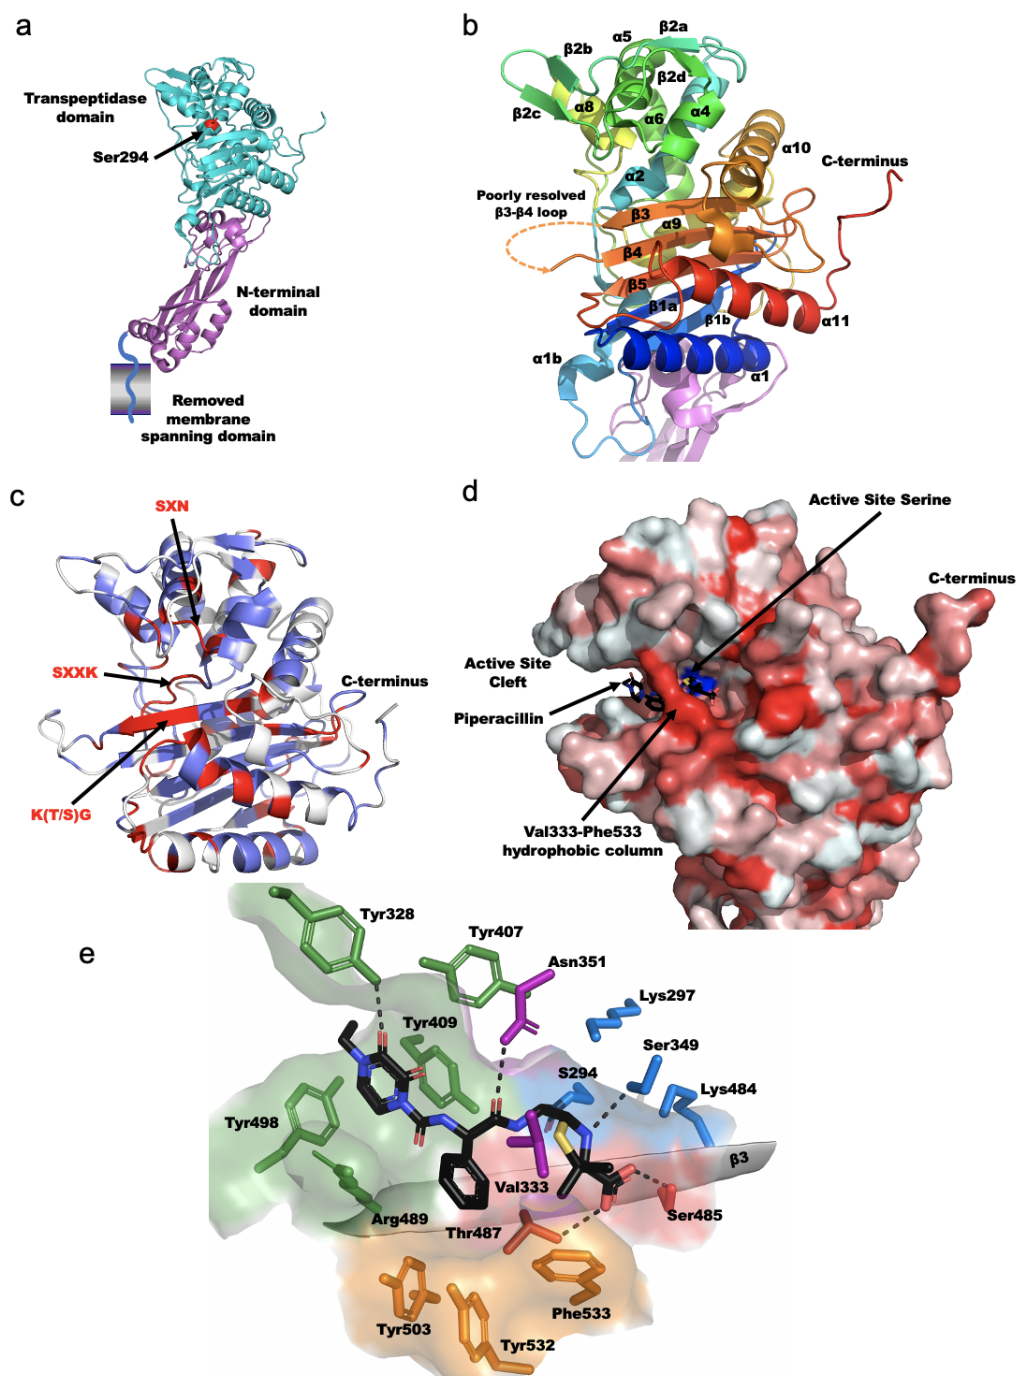 a
Transpeptidase
domain
Ser294
N-terminal
domain
Removed
membrane
spanning domain
b
α5
β2a
β2b
β2d
β2c
α8
α6
α4
α10
C-terminus
α2
Poorly resolved
β3-β4 loop
β3
α9
β4
β5
β1a
β1b
α11
α1b
α1
c
SXN
SXXK
C-terminus
K(T/S)G
d
Active Site Serine
C-terminus
Active Site
Cleft
Piperacillin
Val333-Phe533
hydrophobic column
e
Tyr328
Tyr407
Asn351
Lys297
Tyr409
Ser349
S294
Lys484
Tyr498
β3
Val333
Arg489
Thr487
Ser485
Phe533
Tyr503
Tyr532